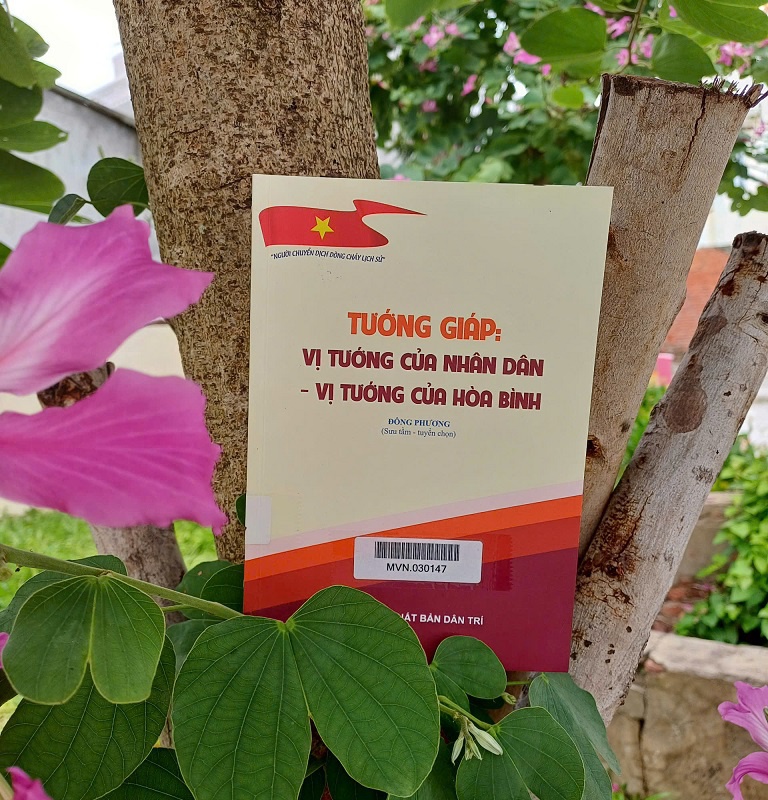 "NGƯỜI CHUYỂN DỊCH DÒNG CHẢY LỊCH SỬ"
TƯỚNG GIÁP:
VỊ TƯỚNG CỦA NHÂN DÂN
- VỊ TƯỚNG CỦA HÒA BÌNH
ĐÔNG PHƯƠNG
(Sưu tầm - tuyển chọn)
MVN.030147
BẢN DÂN TRÍ